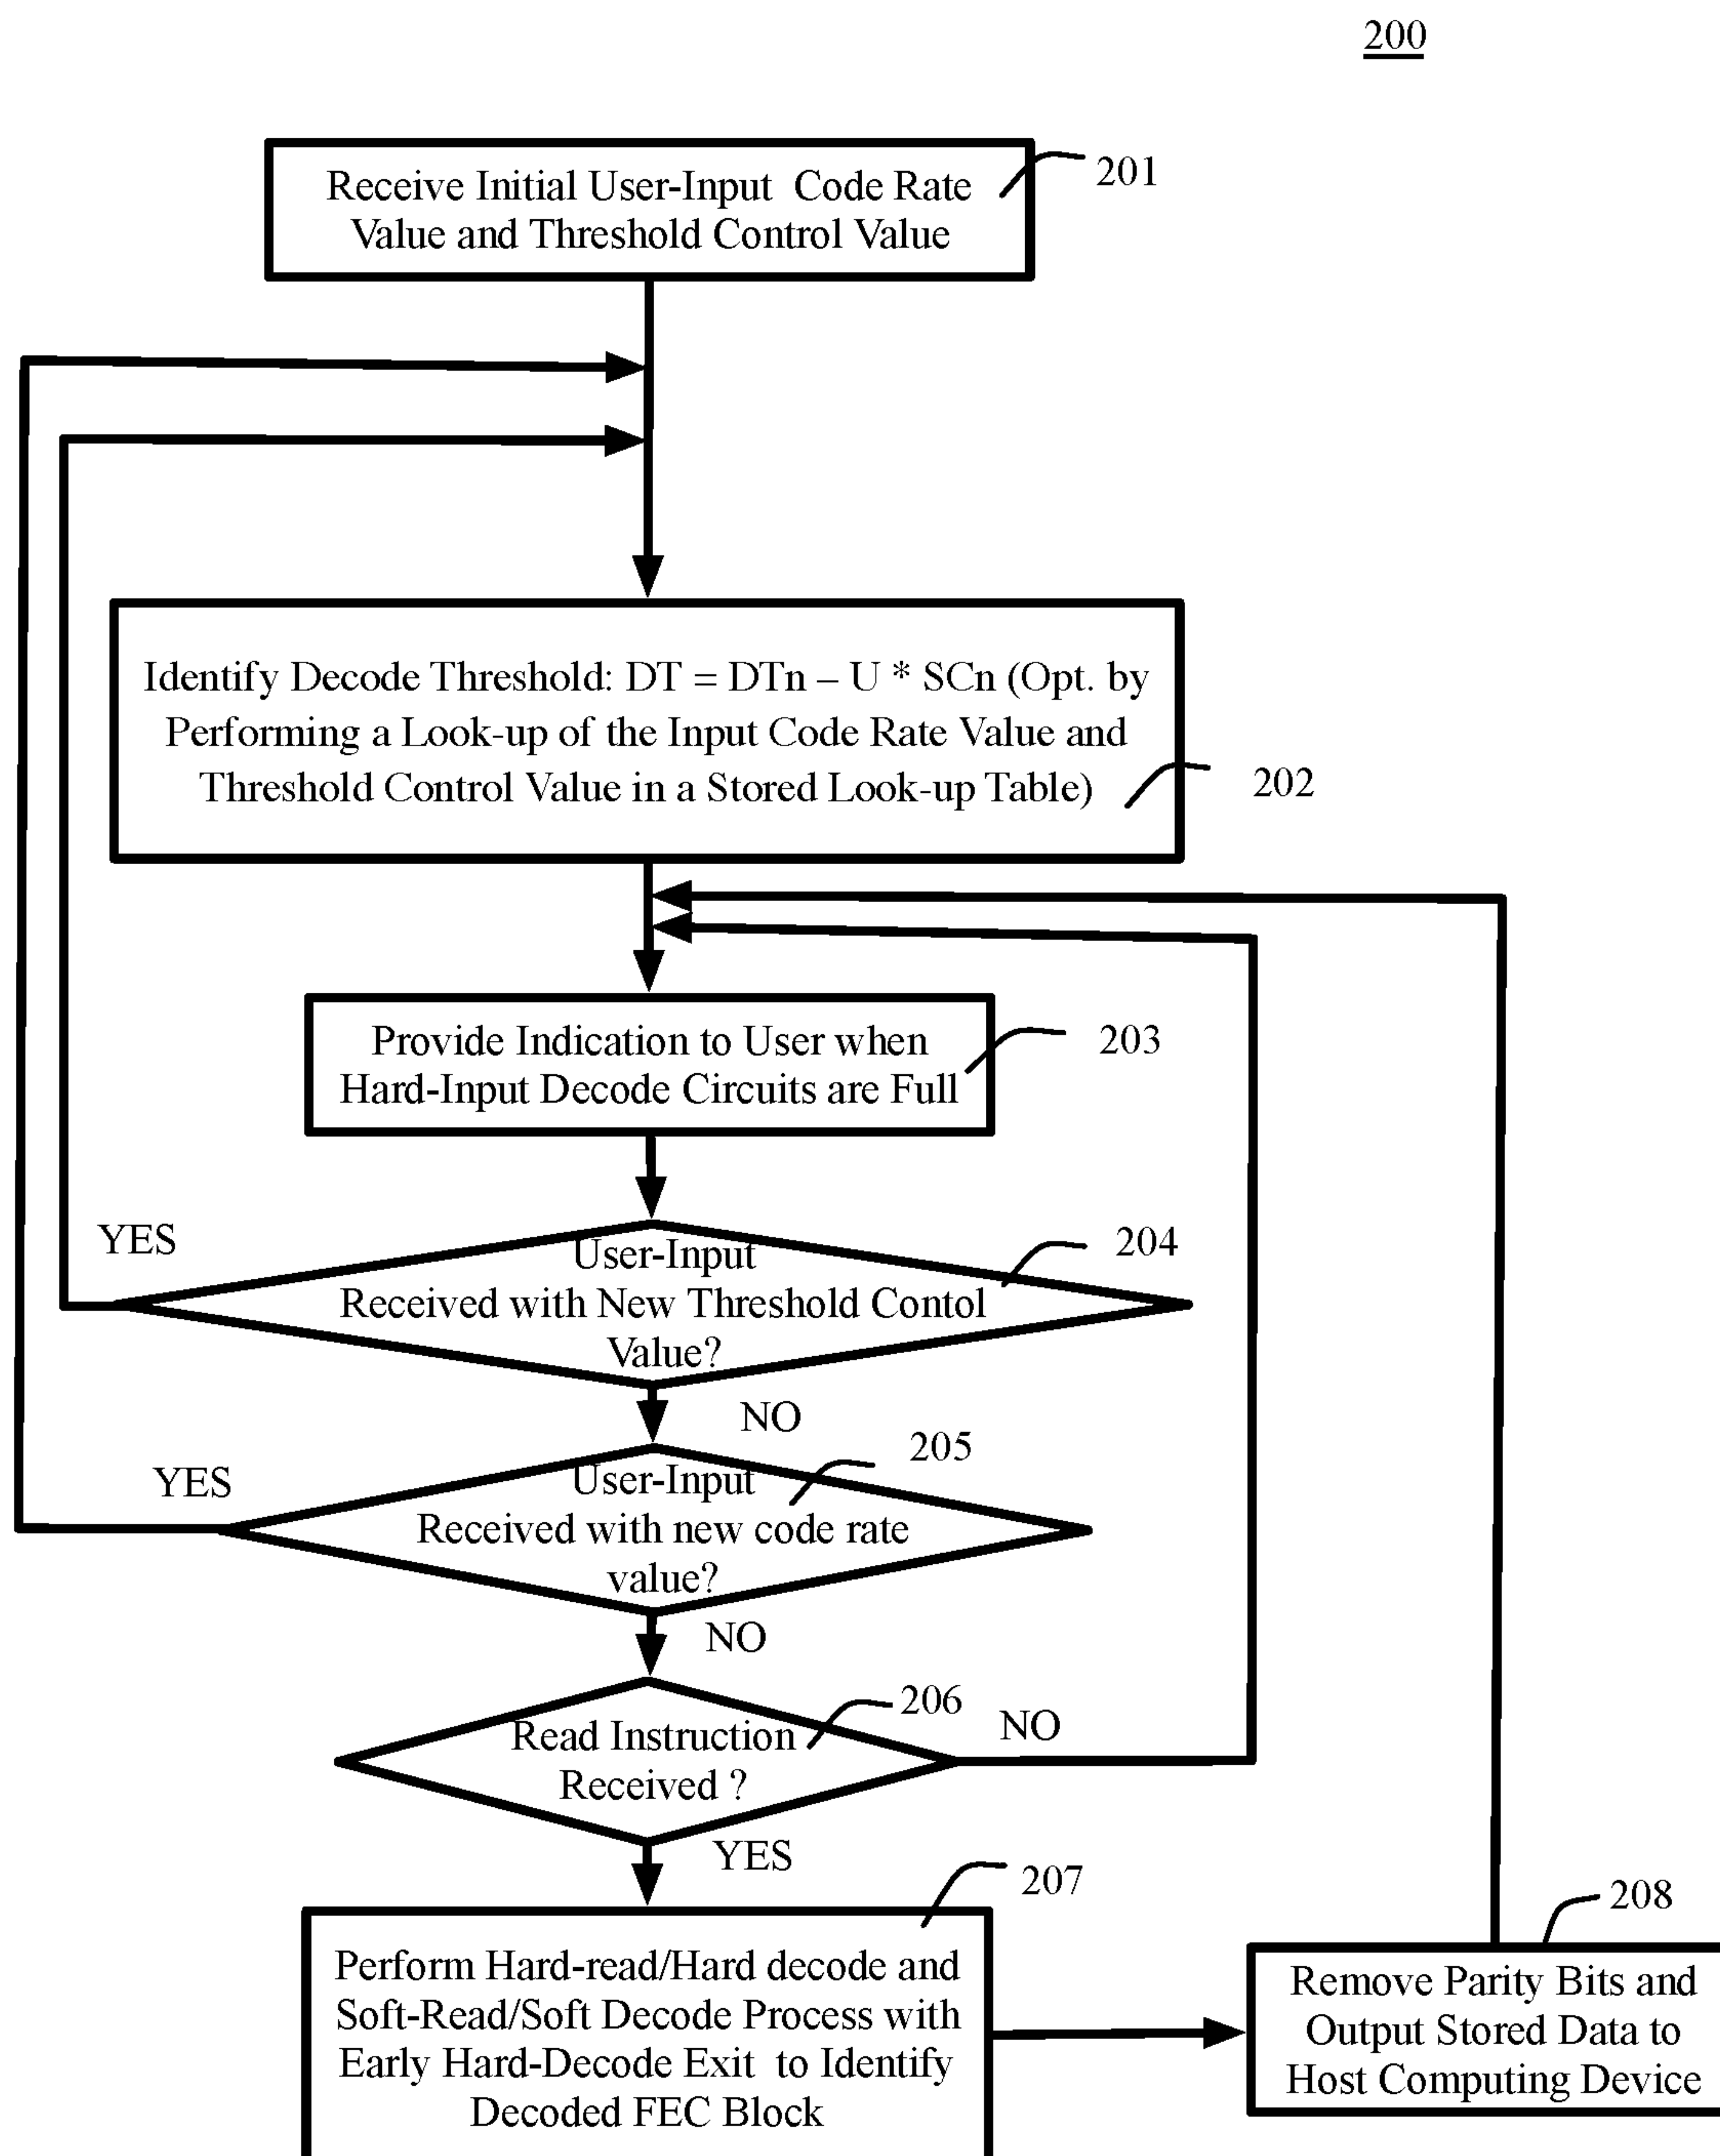 200
Receive Initial User-Input Code Rate
Value and Threshold Control Value
201
Identify Decode Threshold: DT = DTn – U * SCn (Opt. by
Performing a Look-up of the Input Code Rate Value and
Threshold Control Value in a Stored Look-up Table)
202
Provide Indication to User when
Hard-Input Decode Circuits are Full
203
YES
User-Input
Received with New Threshold Contol
Value?
204
NO
YES
User-Input
Received with new code rate
value?
205
NO
Read Instruction
Received ?
206
NO
YES
207
Perform Hard-read/Hard decode and
Soft-Read/Soft Decode Process with
Early Hard-Decode Exit to Identify
Decoded FEC Block
208
Remove Parity Bits and
Output Stored Data to
Host Computing Device